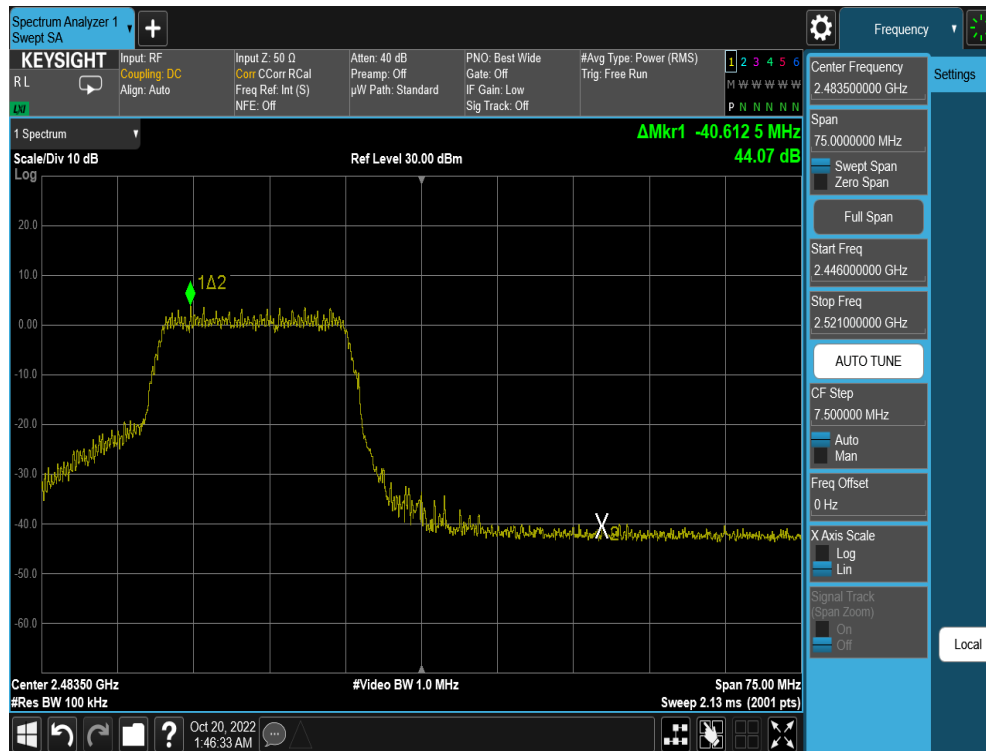 Spectrum Analyzer 1
Swept SA
+
Frequency
KEYSIGHT
R L
LXI
Input: RF
Coupling: DC
Align: Auto
Input Z: 50 Ω
Corr CCorr RCal
Freq Ref: Int (S)
NFE: Off
Atten: 40 dB
Preamp: Off
µW Path: Standard
PNO: Best Wide
Gate: Off
IF Gain: Low
Sig Track: Off
#Avg Type: Power (RMS)
Trig: Free Run
1 2 3 4 5 6
M W W W W W
P N N N N N
1 Spectrum
ΔMkr1 -40.612 5 MHz
Scale/Div 10 dB
Ref Level 30.00 dBm
44.07 dB
Log
20.0
10.0
0.00
-10.0
-20.0
-30.0
-40.0
-50.0
-60.0
1Δ2
X2
Center 2.48350 GHz
#Video BW 1.0 MHz
Span 75.00 MHz
#Res BW 100 kHz
Sweep 2.13 ms (2001 pts)
?
Oct 20, 2022
1:46:33 AM
Center Frequency
2.483500000 GHz
Settings
Span
75.0000000 MHz
Swept Span
Zero Span
Full Span
Start Freq
2.446000000 GHz
Stop Freq
2.521000000 GHz
AUTO TUNE
CF Step
7.500000 MHz
Auto
Man
Freq Offset
0 Hz
X Axis Scale
Log
Lin
Signal Track
(Span Zoom)
On
Off
Local